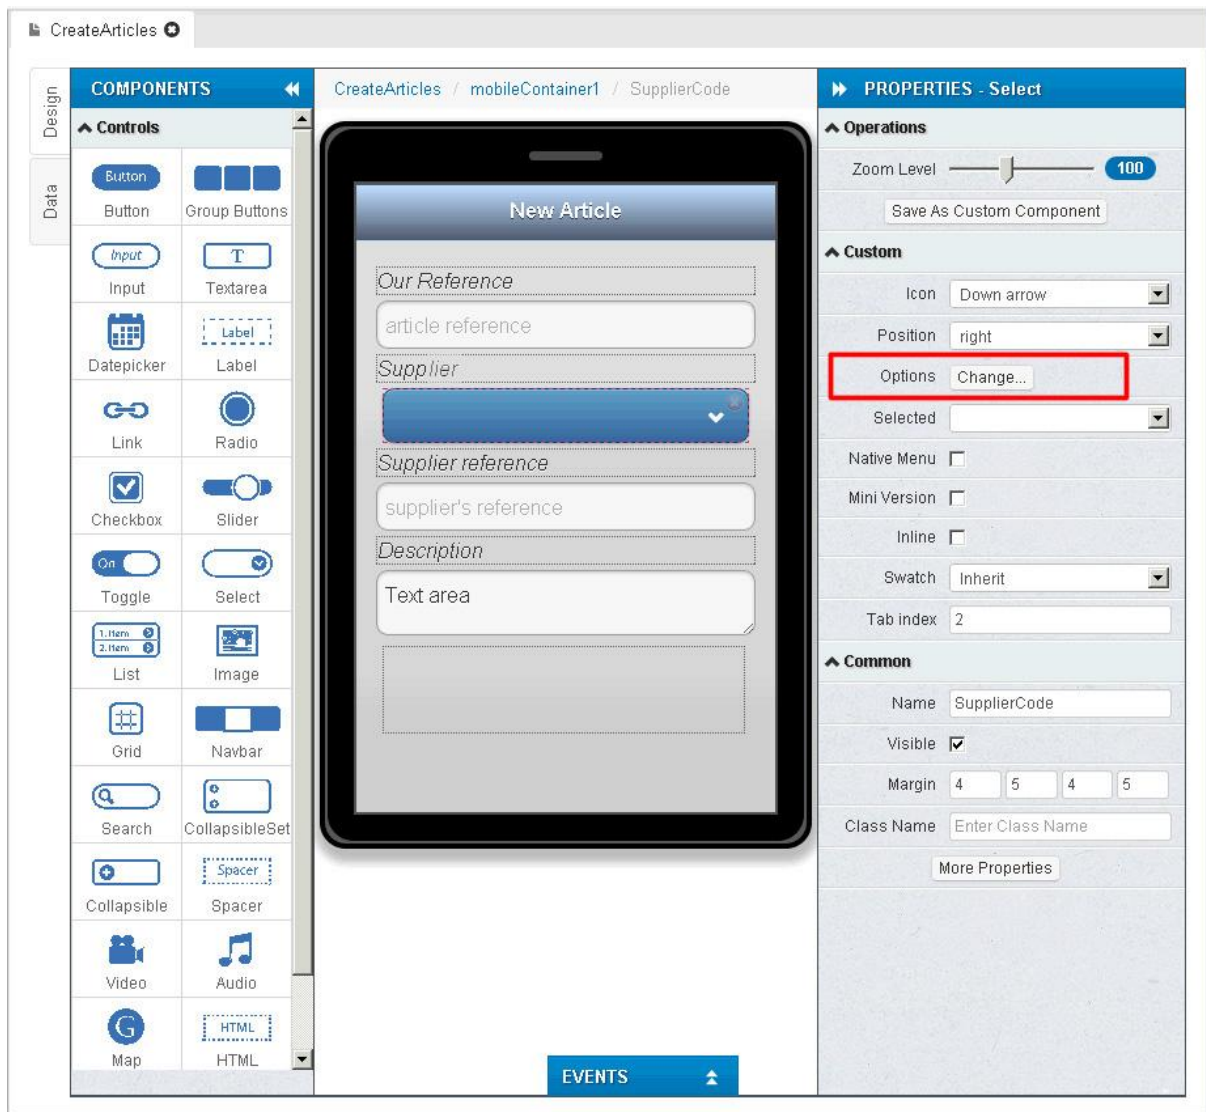 CreateArticles
Design
Data
COMPONENTS
Controls
Button
Button Group Buttons
Input T
Input Textarea
Label
Datepicker Label
Link Radio
Checkbox Slider
On
Toggle Select
1. Item
2. Item
List Image
Grid Navbar
Search CollapsibleSet
Spacer
Collapsible Spacer
Video Audio
G HTML
Map HTML
CreateArticles / mobileContainer1 / SupplierCode
New Article
Our Reference
article reference
Supplier
Supplier reference
supplier's reference
Description
Text area
EVENTS
PROPERTIES - Select
Operations
Zoom Level 100
Save As Custom Component
Custom
Icon Down arrow
Position right
Options Change...
Selected
Native Menu
Mini Version
Inline
Swatch Inherit
Tab index 2
Common
Name SupplierCode
Visible
Margin 4 5 4 5
Class Name Enter Class Name
More Properties